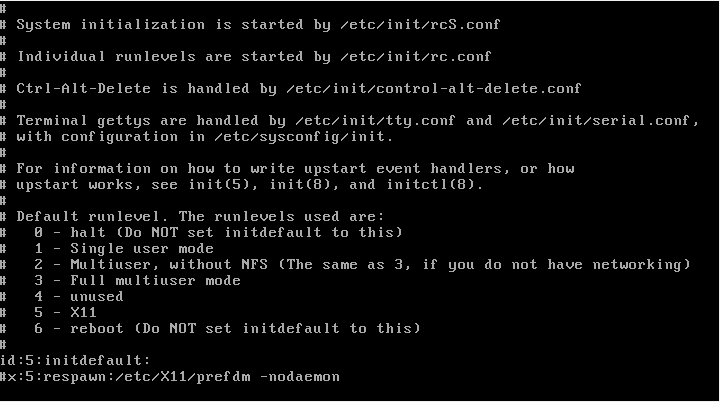 #
# System initialization is started by /etc/init/rcS.conf
#
# Individual runlevels are started by /etc/init/rc.conf
#
# Ctrl-Alt-Delete is handled by /etc/init/control-alt-delete.conf
#
# Terminal gettys are handled by /etc/init/tty.conf and /etc/init/serial.conf,
# with configuration in /etc/sysconfig/init.
#
# For information on how to write upstart event handlers, or how
# upstart works, see init(5), init(8), and initctl(8).
#
# Default runlevel. The runlevels used are:
#   0 - halt (Do NOT set initdefault to this)
#   1 - Single user mode
#   2 - Multiuser, without NFS (The same as 3, if you do not have networking)
#   3 - Full multiuser mode
#   4 - unused
#   5 - X11
#   6 - reboot (Do NOT set initdefault to this)
#
id:5:initdefault:
#x:5:respawn:/etc/X11/prefdm -nodaemon